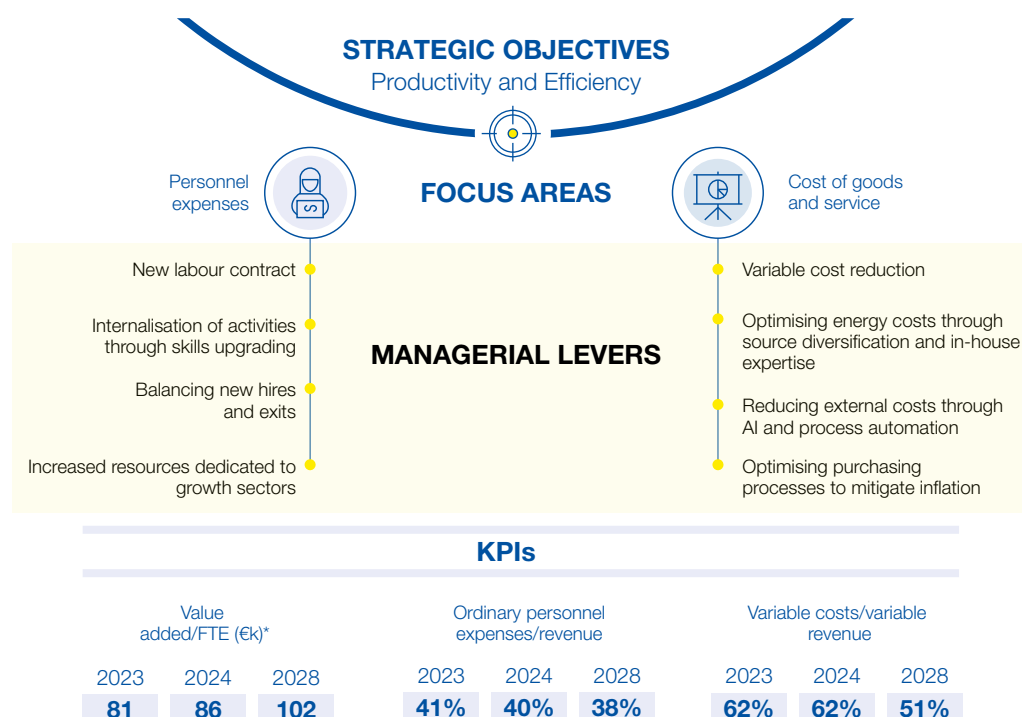 STRATEGIC OBJECTIVES
Productivity and Efficiency
Personnel
expenses
FOCUS AREAS
Cost of goods
and service
New labour contract
Internalisation of activities
through skills upgrading
Balancing new hires
and exits
Increased resources dedicated to
growth sectors
MANAGERIAL LEVERS
Variable cost reduction
Optimising energy costs through
source diversification and in-house
expertise
Reducing external costs through
AI and process automation
Optimising purchasing
processes to mitigate inflation
KPIs
Value
added/FTE (€k)*
2023 2024 2028
81 86 102
Ordinary personnel
expenses/revenue
2023 2024 2028
41% 40% 38%
Variable costs/variable
revenue
2023 2024 2028
62% 62% 51%